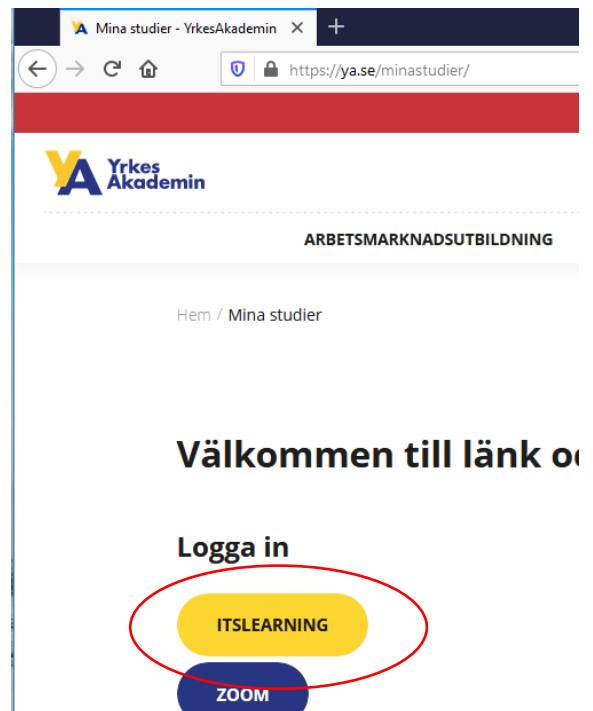 Mina studier - YrkesAkademin
https://ya.se/minastudier/
Yrkes
Akademin
ARBETSMARKNADSUTBILDNING
Hem / Mina studier
Välkommen till länk
Logga in
ITSLEARNING
ZOOM